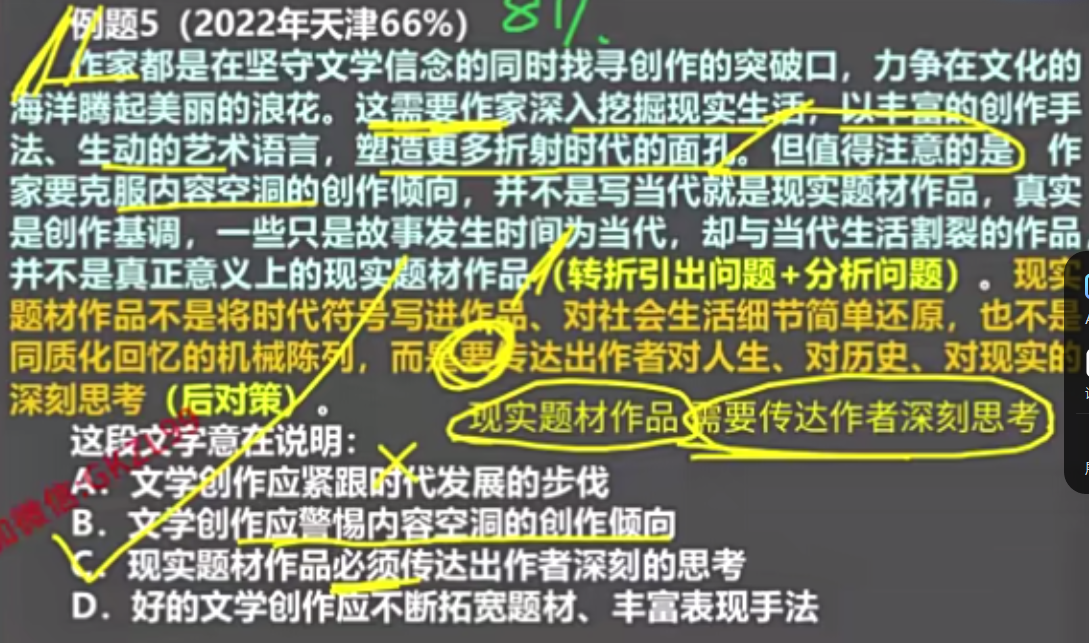 例题5（2022年天津66%） 81%.
作家都是在坚守文学信念的同时找寻创作的突破口，力争在文化的
海洋腾起美丽的浪花。这需要作家深入挖掘现实生活，以丰富的创作手
法、生动的艺术语言，塑造更多折射时代的面孔。但值得注意的是，作
家要克服内容空洞的创作倾向，并不是写当代就是现实题材作品，真实
是创作基调，一些只是故事发生时间为当代，却与当代生活割裂的作品
并不是真正意义上的现实题材作品（转折引出问题+分析问题）。现实
题材作品不是将时代符号写进作品、对社会生活细节简单还原，也不是
同质化回忆的机械陈列，而是要传达出作者对人生、对历史、对现实的
深刻思考（后对策）。
现实题材作品需要传达作者深刻思考
这段文字意在说明：
A．文学创作应紧跟时代发展的步伐
B．文学创作应警惕内容空洞的创作倾向
C．现实题材作品必须传达出作者深刻的思考
D．好的文学创作应不断拓宽题材、丰富表现手法